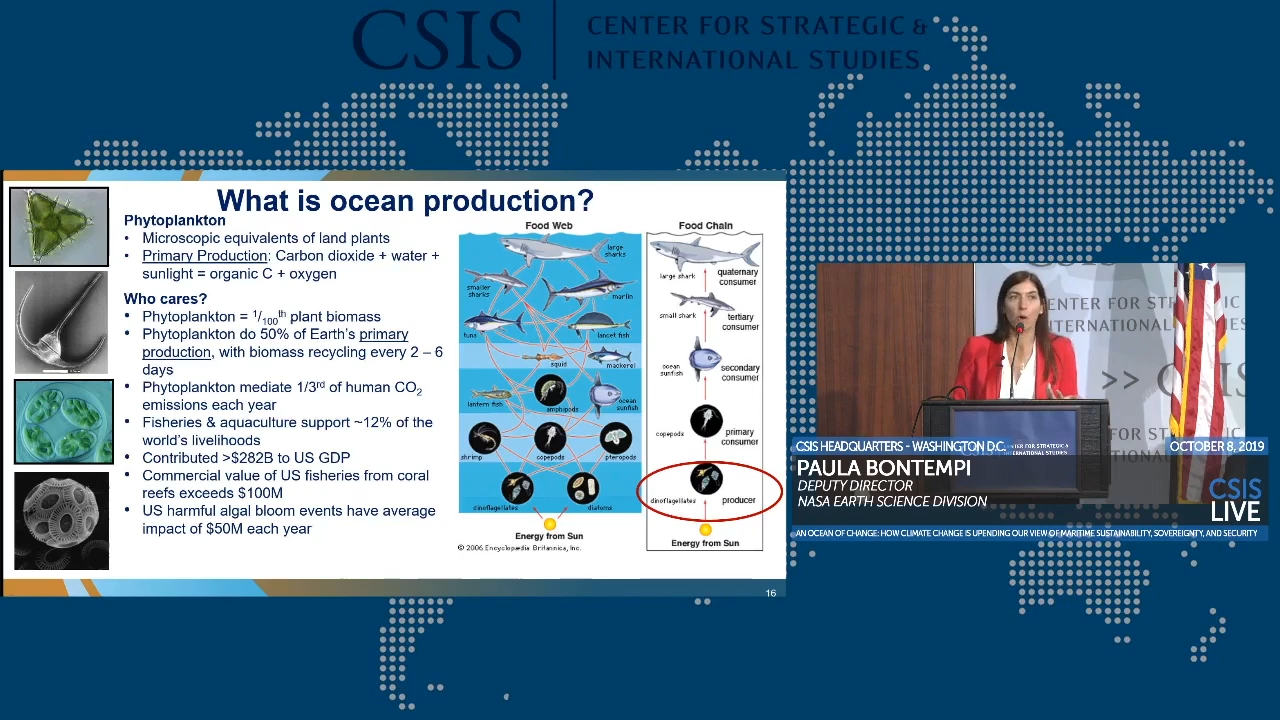 CSIS
CENTER FOR STRATEGIC &
INTERNATIONAL STUDIES
What is ocean production?
Phytoplankton
• Microscopic equivalents of land plants
• Primary Production: Carbon dioxide + water +
sunlight = organic C + oxygen
Who cares?
• Phytoplankton = 1/100th plant biomass
• Phytoplankton do 50% of Earth's primary
production, with biomass recycling every 2 – 6
days
• Phytoplankton mediate 1/3rd of human CO2
emissions each year
• Fisheries & aquaculture support ~12% of the
world's livelihoods
• Contributed >$282B to US GDP
• Commercial value of US fisheries from coral
reefs exceeds $100M
• US harmful algal bloom events have average
impact of $50M each year
Food Web
large
sharks
smaller
sharks
marlin
tuna
lancet fish
squid
mackerel
lantern fish
amphipods
ocean
sunfish
shrimp
copepods
pteropods
dinoflagellates
diatoms
Energy from Sun
© 2006 Encyclopædia Britannica, Inc.
Food Chain
large shark
quaternary
consumer
small shark
tertiary
consumer
ocean
sunfish
secondary
consumer
copepods
primary
consumer
dinoflagellates
producer
Energy from Sun
16
ENTER FOR STRATEGIC
INTERNATIONAL
>>
CSIS HEADQUARTERS - WASHINGTON D.C.
OCTOBER 8, 2019
PAULA BONTEMPI
DEPUTY DIRECTOR
NASA EARTH SCIENCE DIVISION
CSIS
LIVE
AN OCEAN OF CHANGE: HOW CLIMATE CHANGE IS UPENDING OUR VIEW OF MARITIME SUSTAINABILITY, SOVEREIGNTY, AND SECURITY